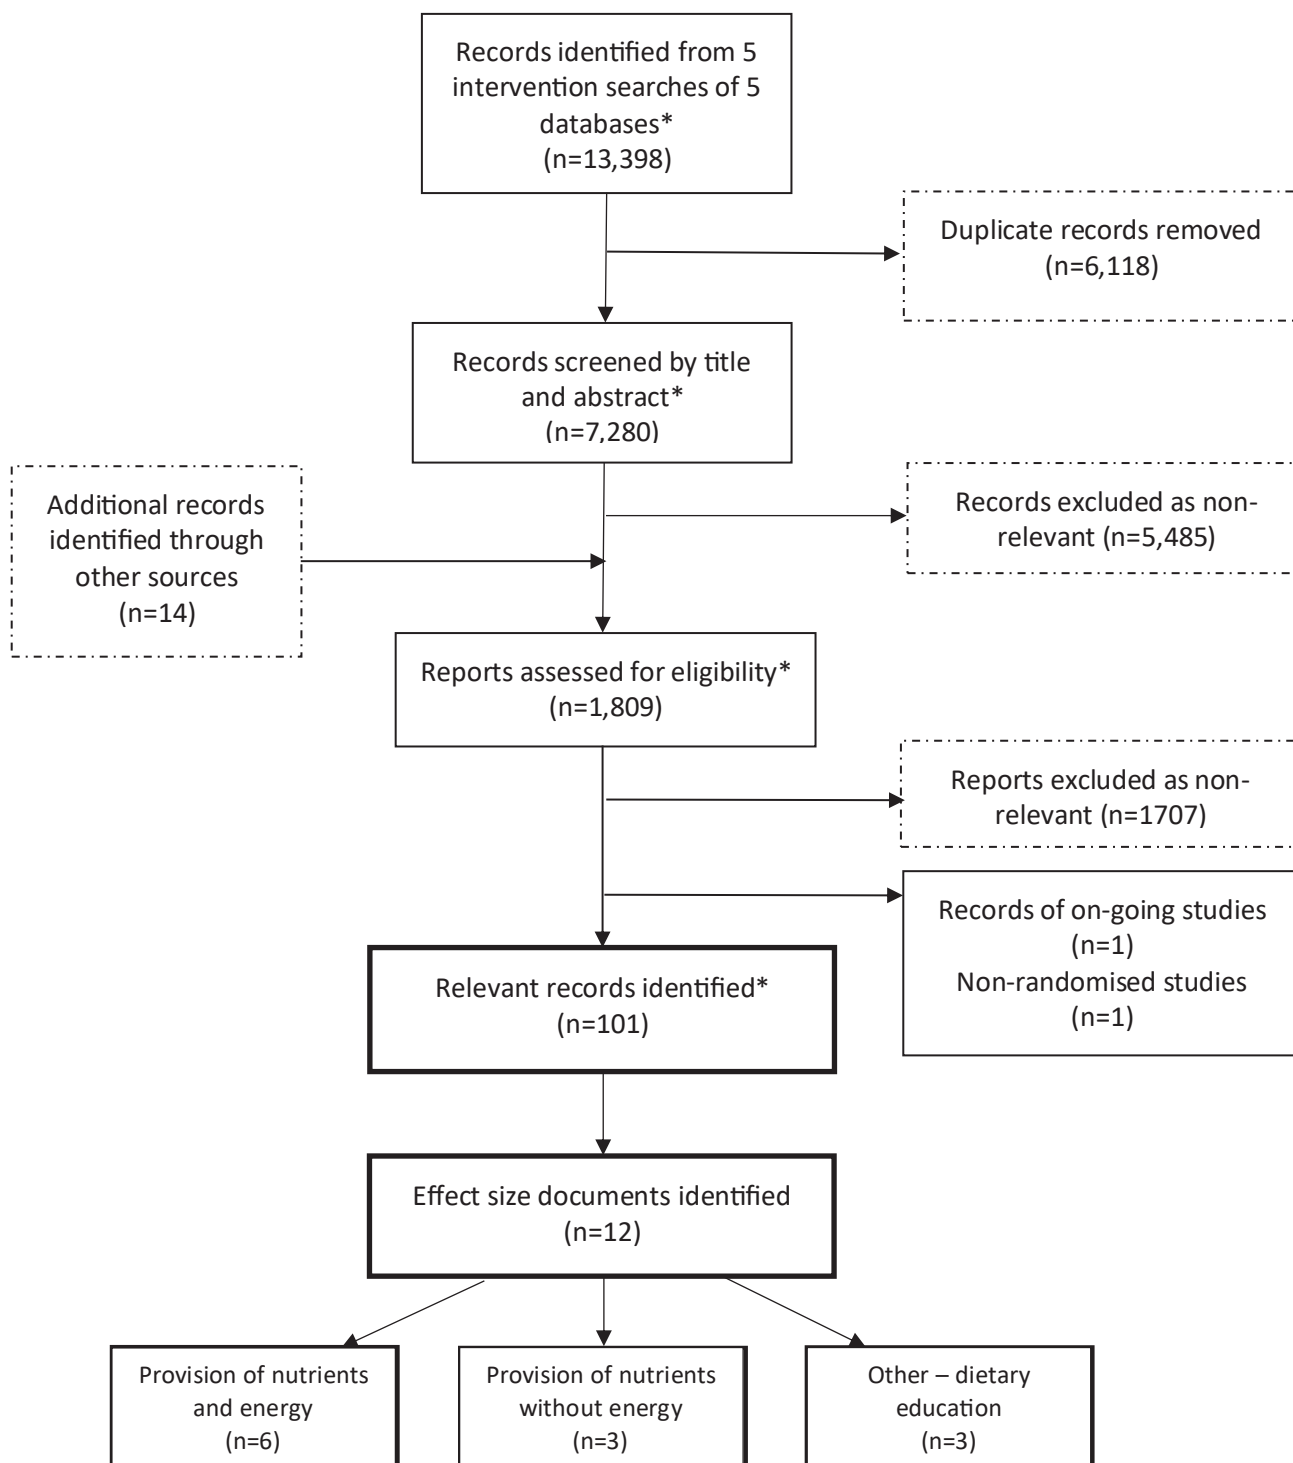 Records identified from 5
intervention searches of 5
databases*
(n=13,398)
Duplicate records removed
(n=6,118)
Records screened by title
and abstract*
(n=7,280)
Additional records
identified through
other sources
(n=14)
Records excluded as non-
relevant (n=5,485)
Reports assessed for eligibility*
(n=1,809)
Reports excluded as non-
relevant (n=1707)
Records of on-going studies
(n=1)
Non-randomised studies
(n=1)
Relevant records identified*
(n=101)
Effect size documents identified
(n=12)
Provision of nutrients
and energy
(n=6)
Provision of nutrients
without energy
(n=3)
Other – dietary
education
(n=3)